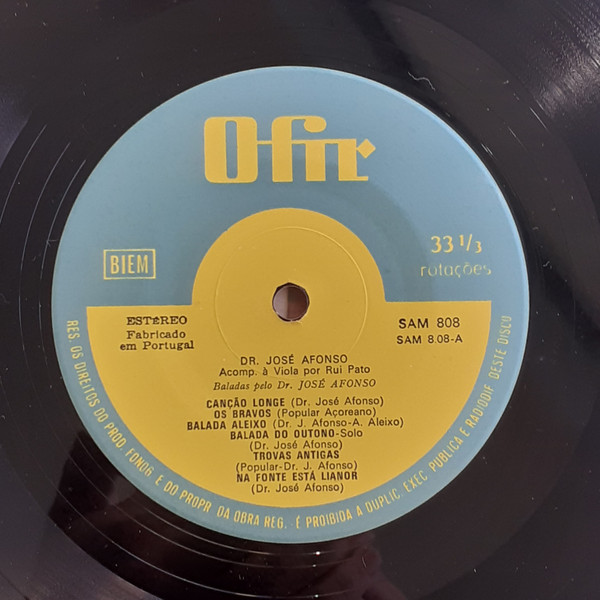 Ofir
BIEM
33 1/3
rotações
ESTÉREO
Fabricado
em Portugal
SAM 808
SAM 8.08-A
DR. JOSÉ AFONSO
Acomp. à Viola por Rui Pato
Baladas pelo Dr. JOSÉ AFONSO
CANÇÃO LONGE (Dr. José Afonso)
OS BRAVOS (Popular Açoreano)
BALADA ALEIXO (Dr. J. Afonso-A. Aleixo)
BALADA DO OUTONO-Solo
(Dr. José Afonso)
TROVAS ANTIGAS
(Popular-Dr. J. Afonso)
NA FONTE ESTÁ LIANOR
(Dr. José Afonso)
RES. OS DIREITOS DO PROD. FONOG. E DO PROPR. DA OBRA REG. É PROIBIDA A DUPLIC. EXEC. PUBLICA E RADIODIF. DESTE DISCO